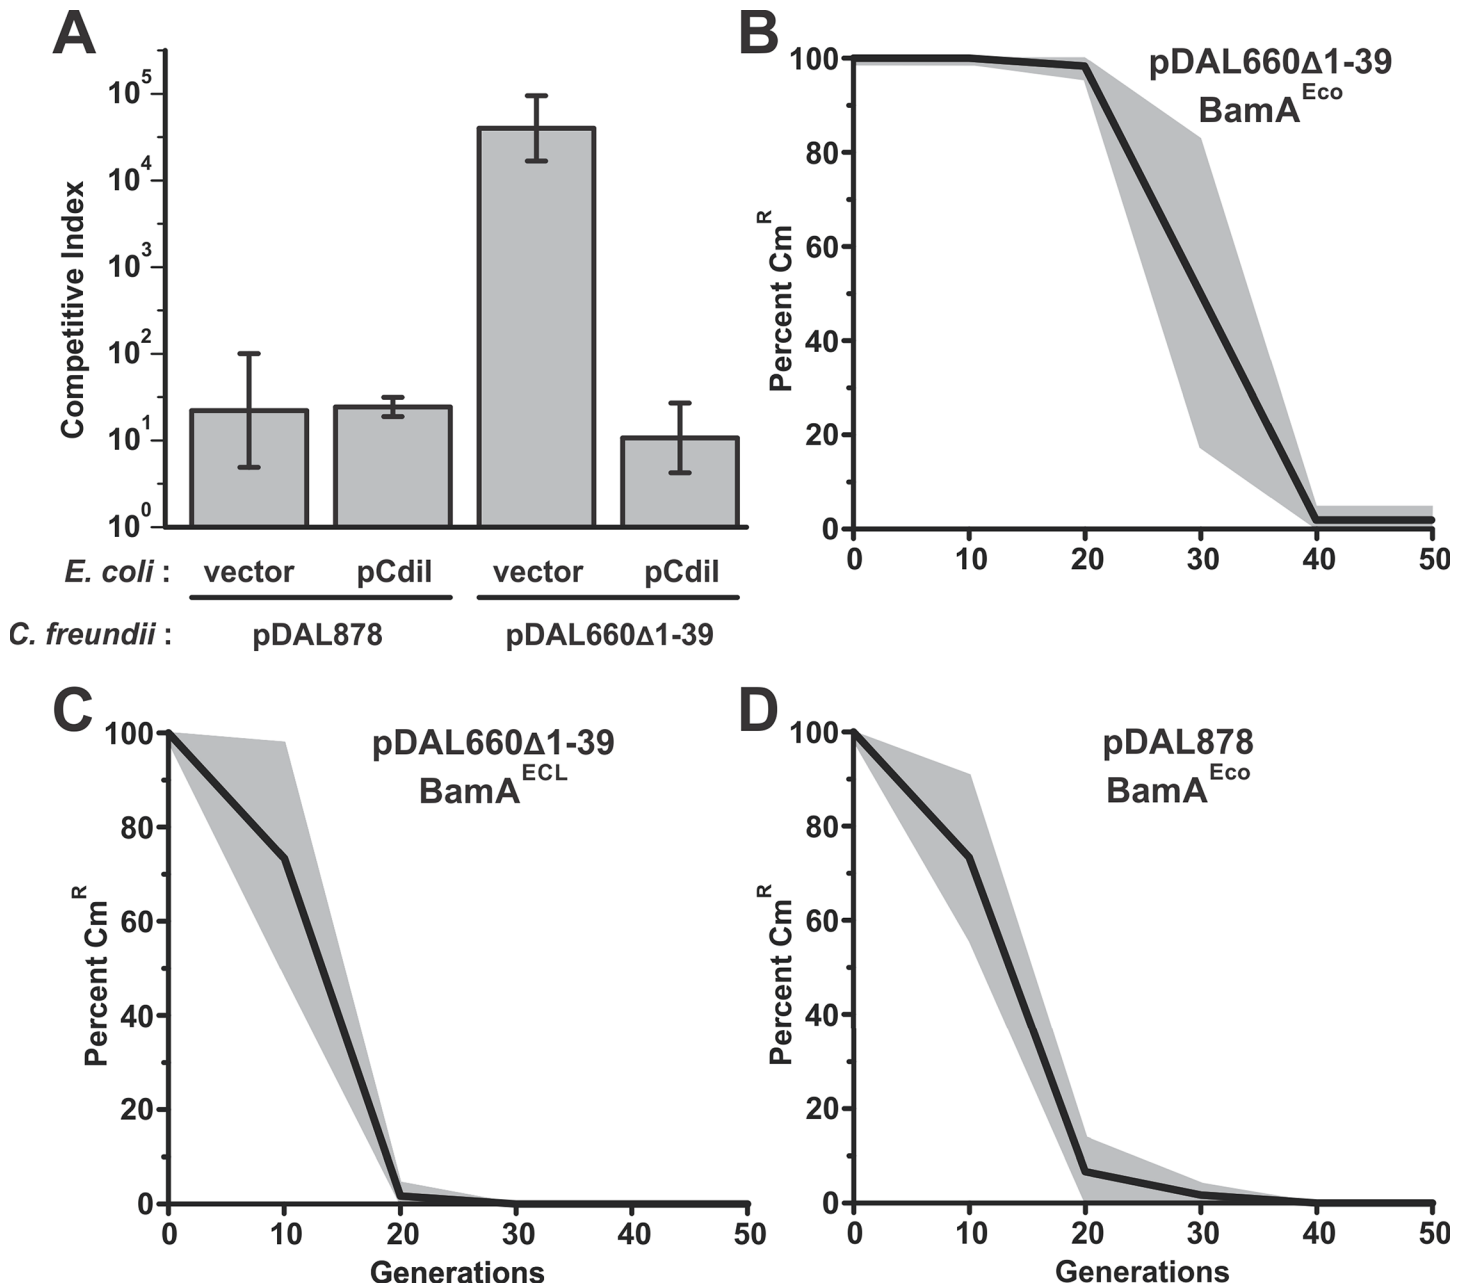 A
Competitive Index
10^5
10^4
10^3
10^2
10^1
10^0
E. coli : vector pCdiI vector pCdiI
C. freundii : pDAL878 pDAL660Δ1-39
B
pDAL660Δ1-39
BamA^Eco
Percent Cm^R
100
80
60
40
20
0
0 10 20 30 40 50
C
pDAL660Δ1-39
BamA^ECL
Percent Cm^R
100
80
60
40
20
0
0 10 20 30 40 50
Generations
D
pDAL878
BamA^Eco
Percent Cm^R
100
80
60
40
20
0
0 10 20 30 40 50
Generations